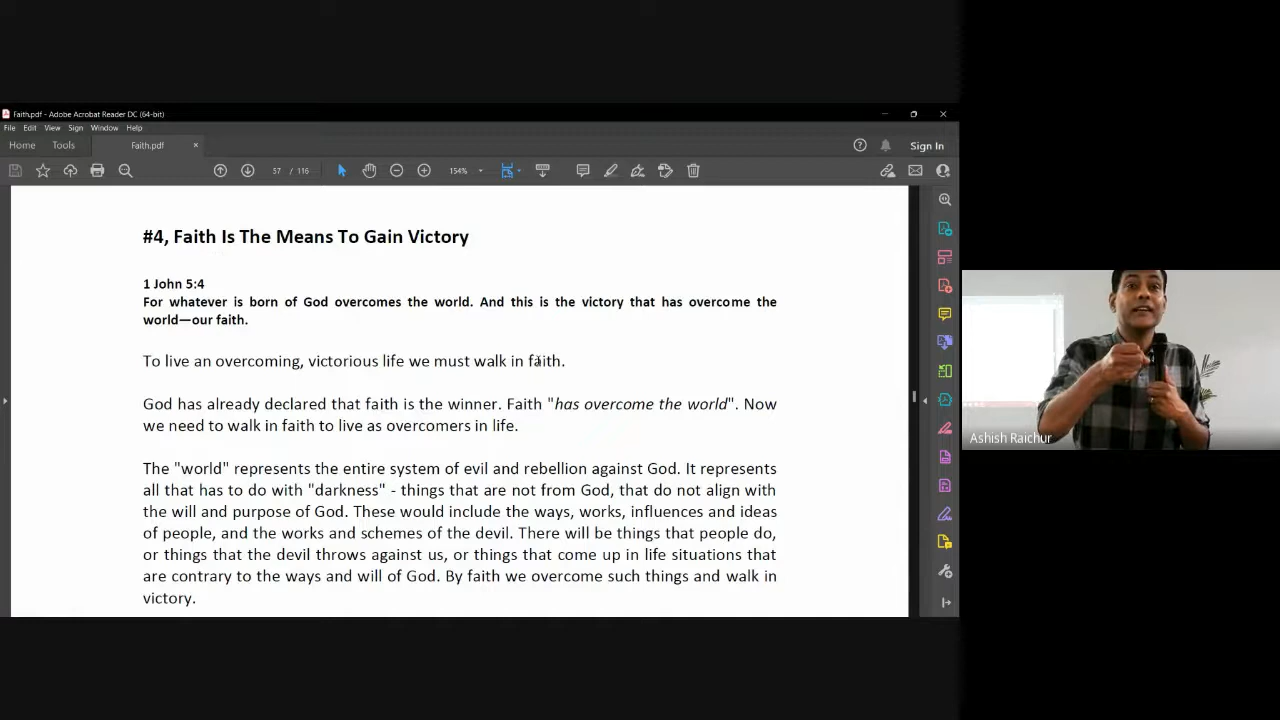 Faith.pdf - Adobe Acrobat Reader DC (64-bit)
File Edit View Sign Window Help
Home Tools Faith.pdf ×
Sign In
57 / 116 154%
#4, Faith Is The Means To Gain Victory
1 John 5:4
For whatever is born of God overcomes the world. And this is the victory that has overcome the
world—our faith.
To live an overcoming, victorious life we must walk in faith.
God has already declared that faith is the winner. Faith "has overcome the world". Now
we need to walk in faith to live as overcomers in life.
The "world" represents the entire system of evil and rebellion against God. It represents
all that has to do with "darkness" - things that are not from God, that do not align with
the will and purpose of God. These would include the ways, works, influences and ideas
of people, and the works and schemes of the devil. There will be things that people do,
or things that the devil throws against us, or things that come up in life situations that
are contrary to the ways and will of God. By faith we overcome such things and walk in
victory.
Ashish Raichur